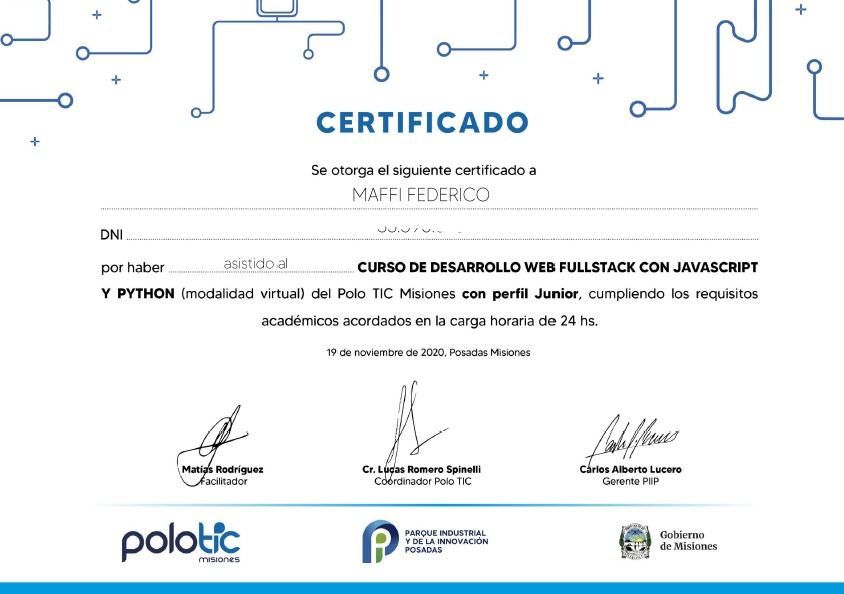 CERTIFICADO
Se otorga el siguiente certificado a
MAFFI FEDERICO
DNI
por haber asistido al CURSO DE DESARROLLO WEB FULLSTACK CON JAVASCRIPT
Y PYTHON (modalidad virtual) del Polo TIC Misiones con perfil Junior, cumpliendo los requisitos
académicos acordados en la carga horaria de 24 hs.
19 de noviembre de 2020, Posadas Misiones
Matías Rodríguez
Facilitador
Cr. Lucas Romero Spinelli
Coordinador Polo TIC
Carlos Alberto Lucero
Gerente PIIP
polotic
misiones
PARQUE INDUSTRIAL
Y DE LA INNOVACIÓN
POSADAS
Gobierno
de Misiones